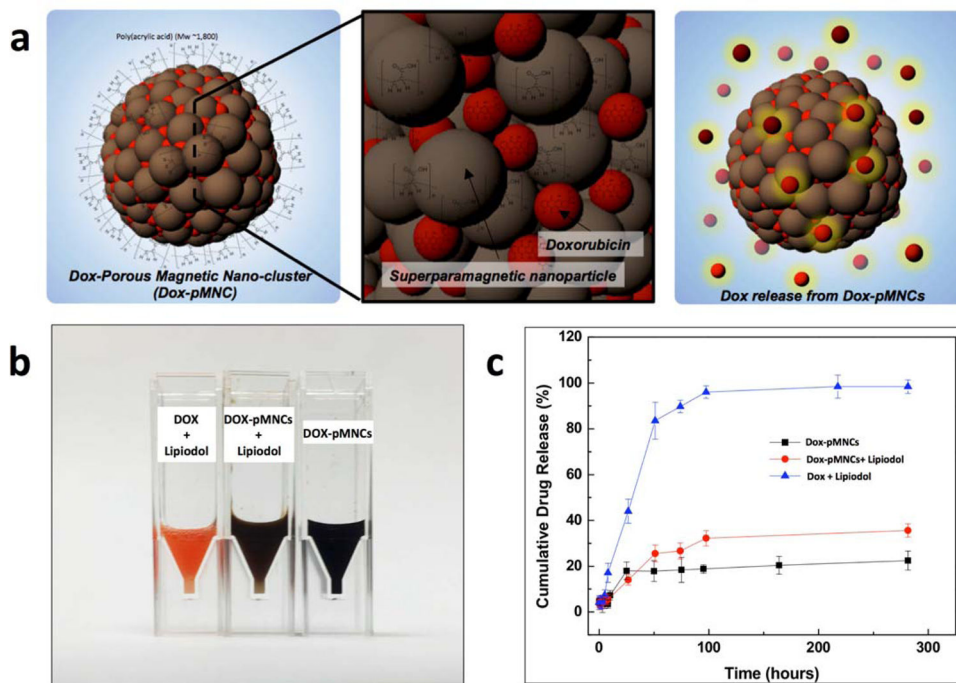 a
Poly(acrylic acid) (Mw ~1,800)
Dox-Porous Magnetic Nano-cluster
(Dox-pMNC)
Doxorubicin
Superparamagnetic nanoparticle
Dox release from Dox-pMNCs
b
DOX
+
Lipiodol
DOX-pMNCs
+
Lipiodol
DOX-pMNCs
c
Cumulative Drug Release (%)
120
100
80
60
40
20
0
Dox-pMNCs
Dox-pMNCs+ Lipiodol
Dox + Lipiodol
0 100 200 300
Time (hours)